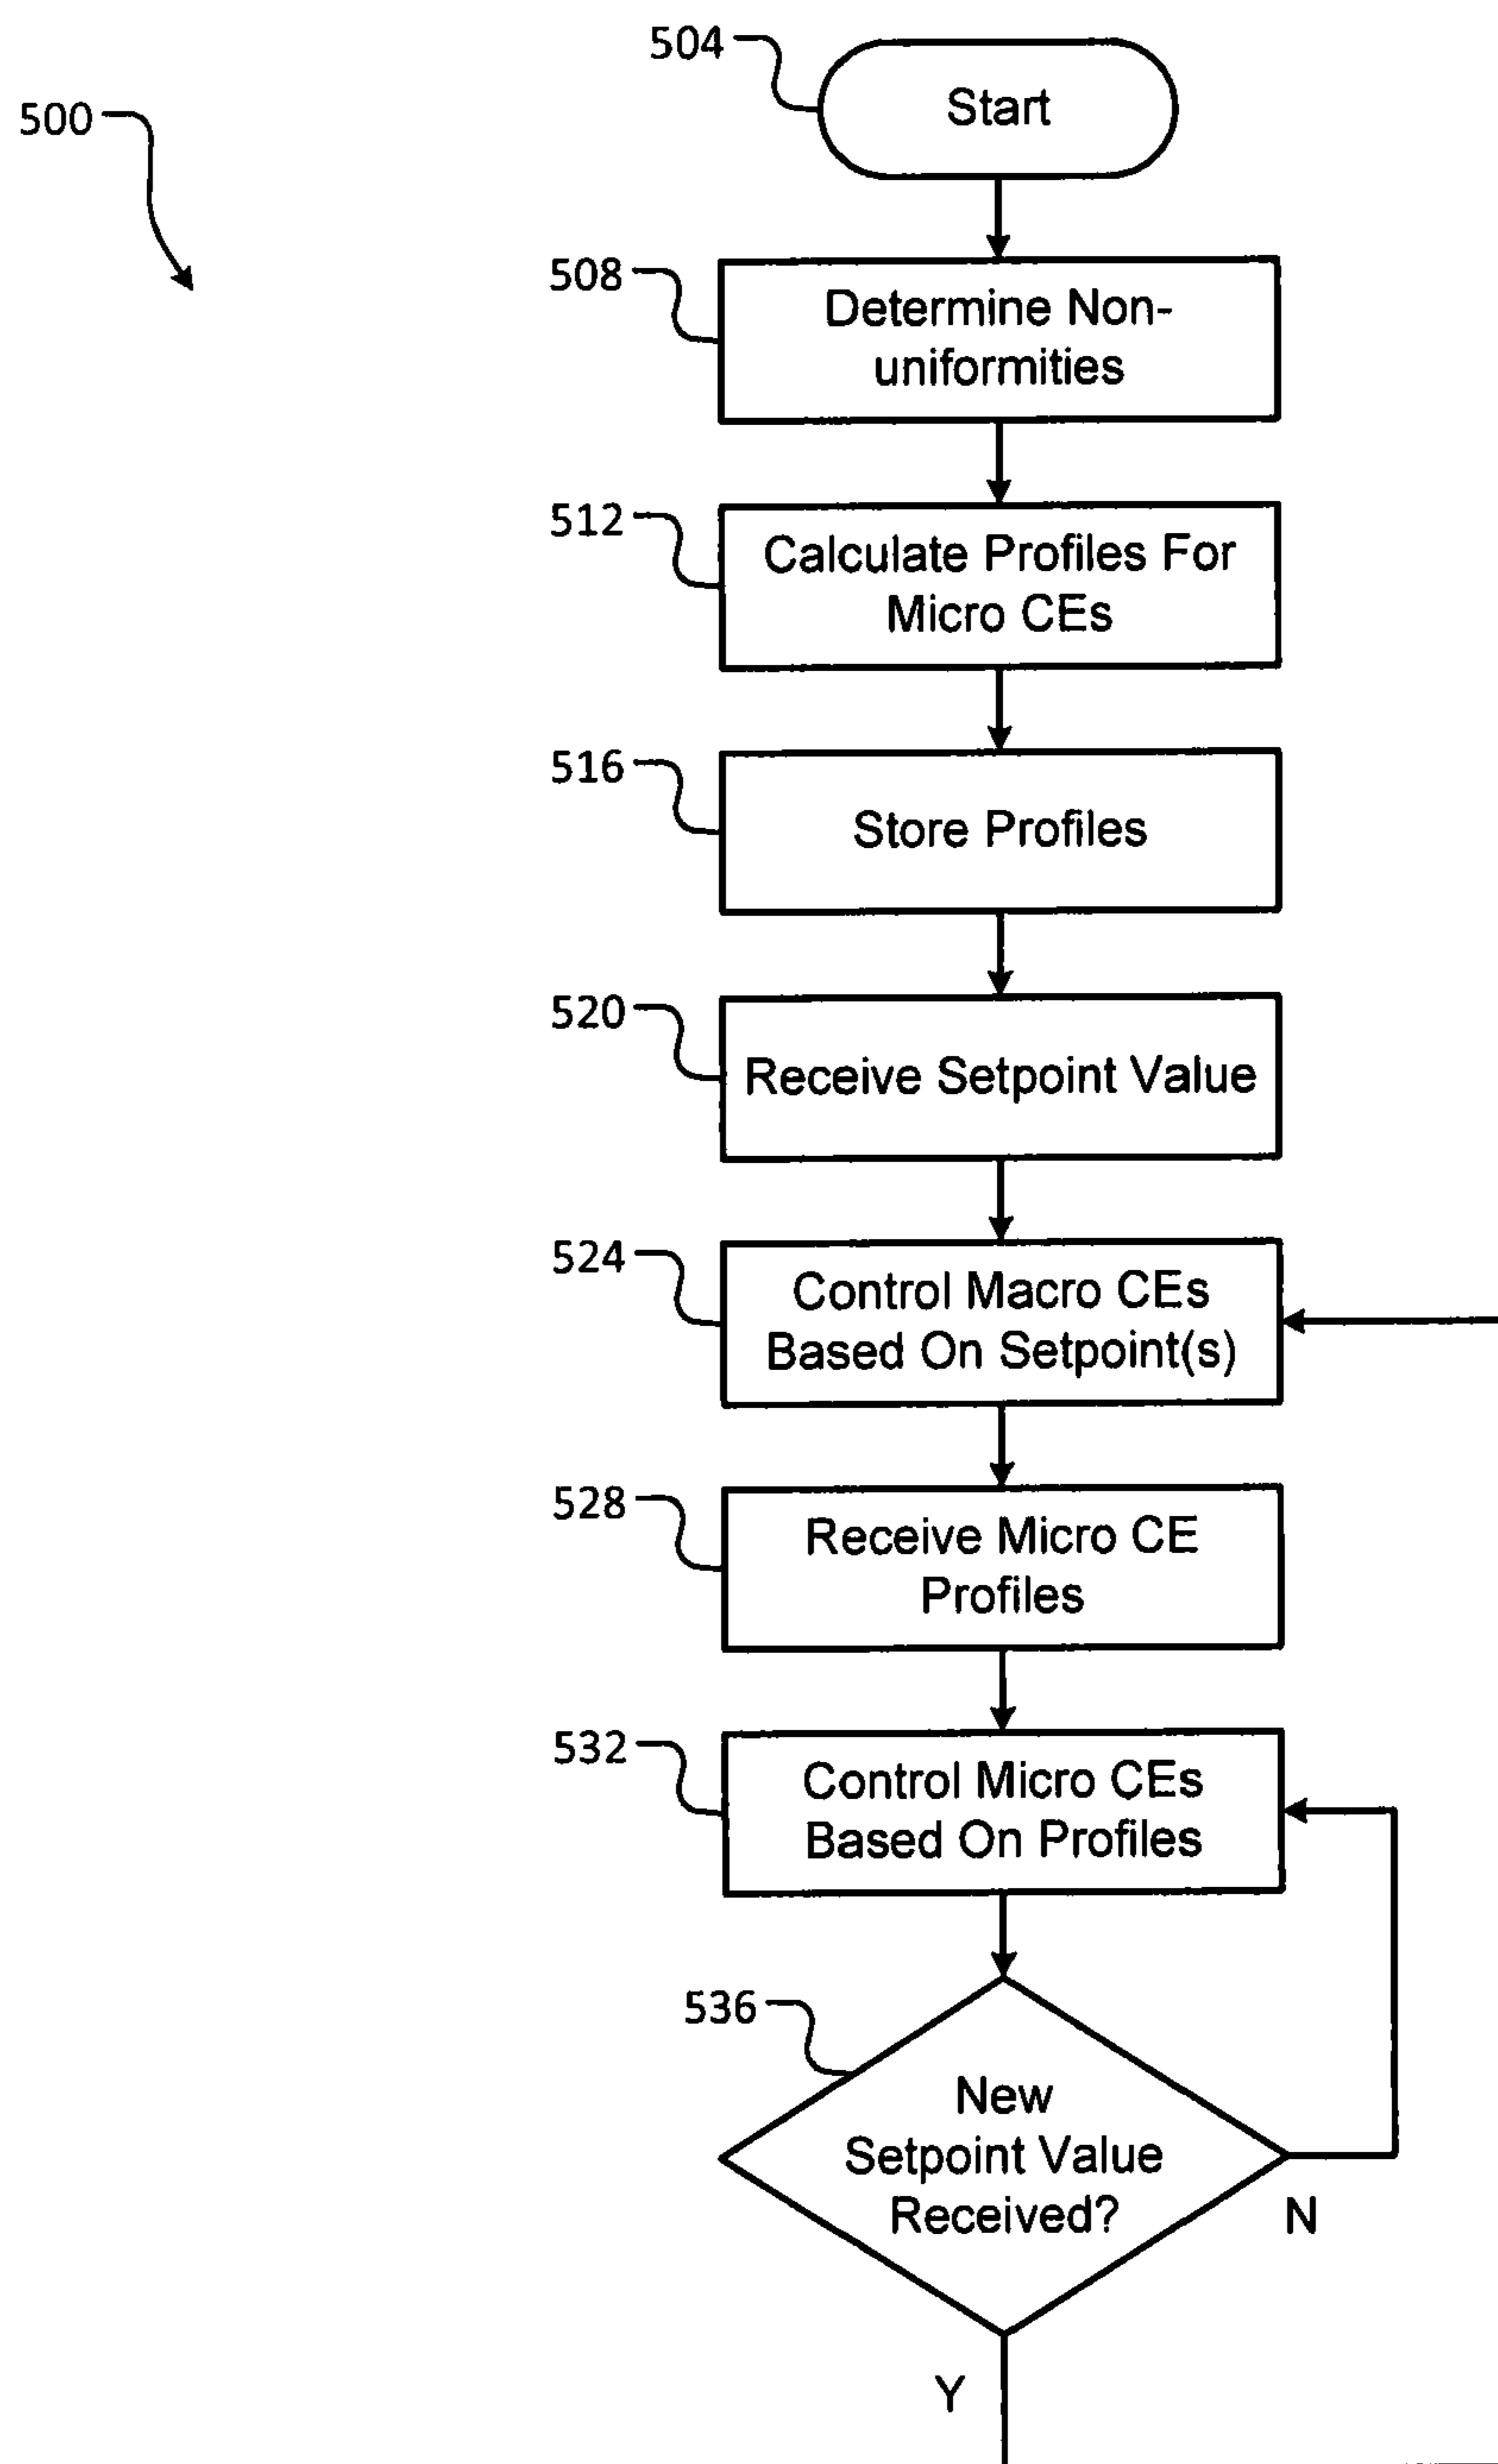 504
Start
500
508
Determine Non-
uniformities
512
Calculate Profiles For
Micro CEs
516
Store Profiles
520
Receive Setpoint Value
524
Control Macro CEs
Based On Setpoint(s)
528
Receive Micro CE
Profiles
532
Control Micro CEs
Based On Profiles
536
New
Setpoint Value
Received?
N
Y